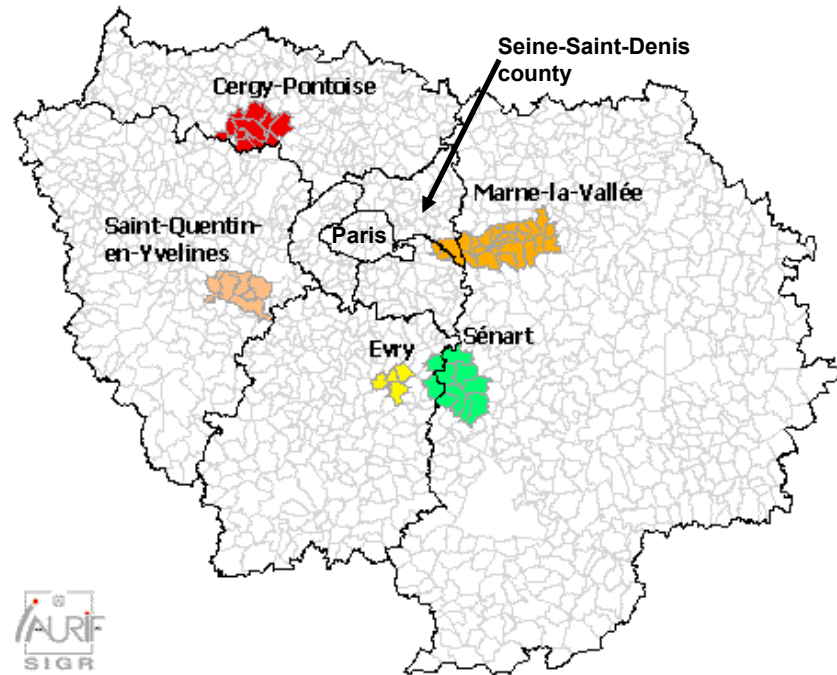 Seine-Saint-Denis
county
Cergy-Pontoise
Marne-la-Vallée
Saint-Quentin-
en-Yvelines
Paris
Evry
Sénart
IAURIF
SIGR